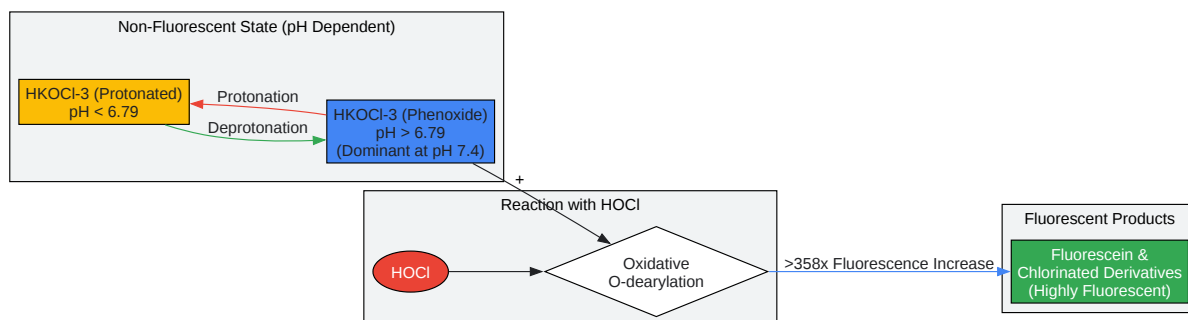 Non-Fluorescent State (pH Dependent)
HKOCl-3 (Protonated)
pH < 6.79
Protonation
Deprotonation
HKOCl-3 (Phenoxide)
pH > 6.79
(Dominant at pH 7.4)
+
Reaction with HOCl
HOCl
Oxidative
O-dearylation
>358x Fluorescence Increase
Fluorescent Products
Fluorescein &
Chlorinated Derivatives
(Highly Fluorescent)